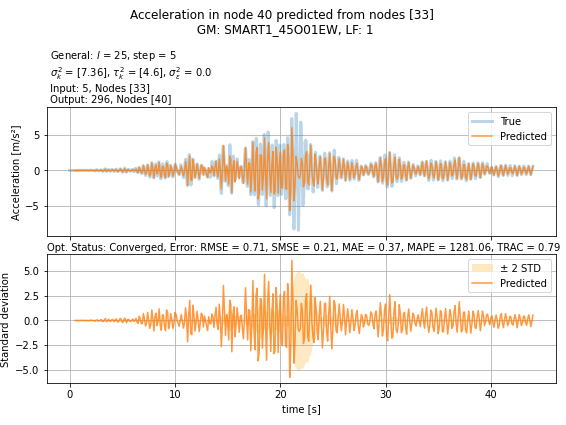 Acceleration in node 40 predicted from nodes [33]
GM: SMART1_45O01EW, LF: 1
General: l = 25, step = 5
σ²ₖ = [7.36], τ²ₖ = [4.6], σ²ε = 0.0
Input: 5, Nodes [33]
Output: 296, Nodes [40]
Acceleration [m/s²]
5
0
−5
True
Predicted
Opt. Status: Converged, Error: RMSE = 0.71, SMSE = 0.21, MAE = 0.37, MAPE = 1281.06, TRAC = 0.79
Standard deviation
5.0
2.5
0.0
−2.5
−5.0
± 2 STD
Predicted
0
10
20
30
40
time [s]